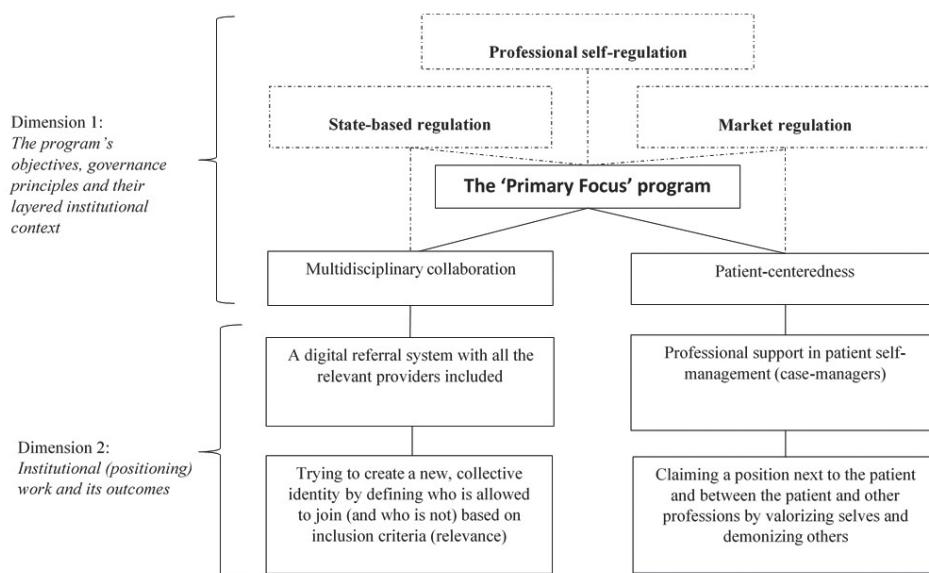 Professional self-regulation
State-based regulation
Market regulation
Dimension 1:
The program's
objectives, governance
principles and their
layered institutional
context
The 'Primary Focus' program
Multidisciplinary collaboration
Patient-centeredness
A digital referral system with all the
relevant providers included
Professional support in patient self-
management (case-managers)
Dimension 2:
Institutional (positioning)
work and its outcomes
Trying to create a new, collective
identity by defining who is allowed
to join (and who is not) based on
inclusion criteria (relevance)
Claiming a position next to the patient
and between the patient and other
professions by valorizing selves and
demonizing others